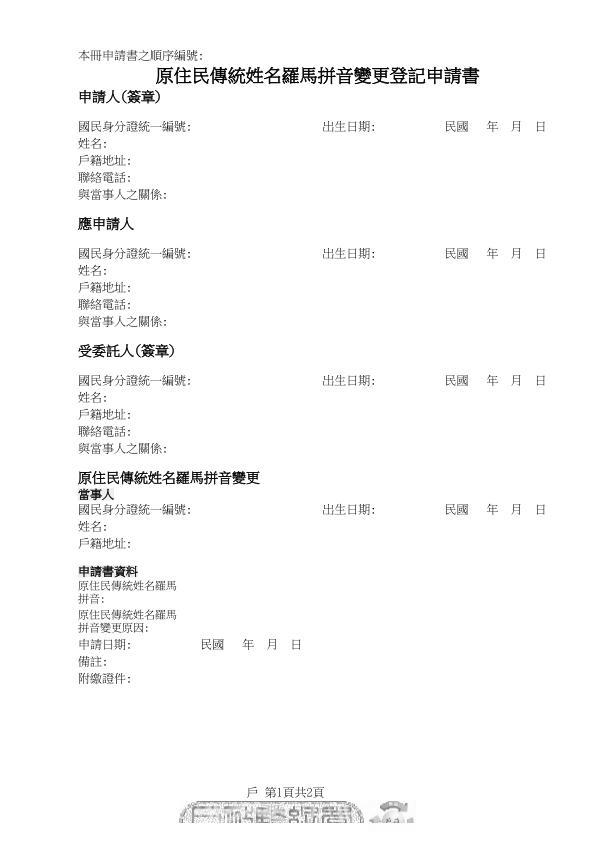 本冊申請書之順序編號:
原住民傳統姓名羅馬拼音變更登記申請書
申請人(簽章)
國民身分證統一編號: 出生日期: 民國 年 月 日
姓名:
戶籍地址:
聯絡電話:
與當事人之關係:
應申請人
國民身分證統一編號: 出生日期: 民國 年 月 日
姓名:
戶籍地址:
聯絡電話:
與當事人之關係:
受委託人(簽章)
國民身分證統一編號: 出生日期: 民國 年 月 日
姓名:
戶籍地址:
聯絡電話:
與當事人之關係:
原住民傳統姓名羅馬拼音變更
當事人
國民身分證統一編號: 出生日期: 民國 年 月 日
姓名:
戶籍地址:
申請書資料
原住民傳統姓名羅馬
拼音:
原住民傳統姓名羅馬
拼音變更原因:
申請日期: 民國 年 月 日
備註:
附繳證件:
戶 第1頁共2頁